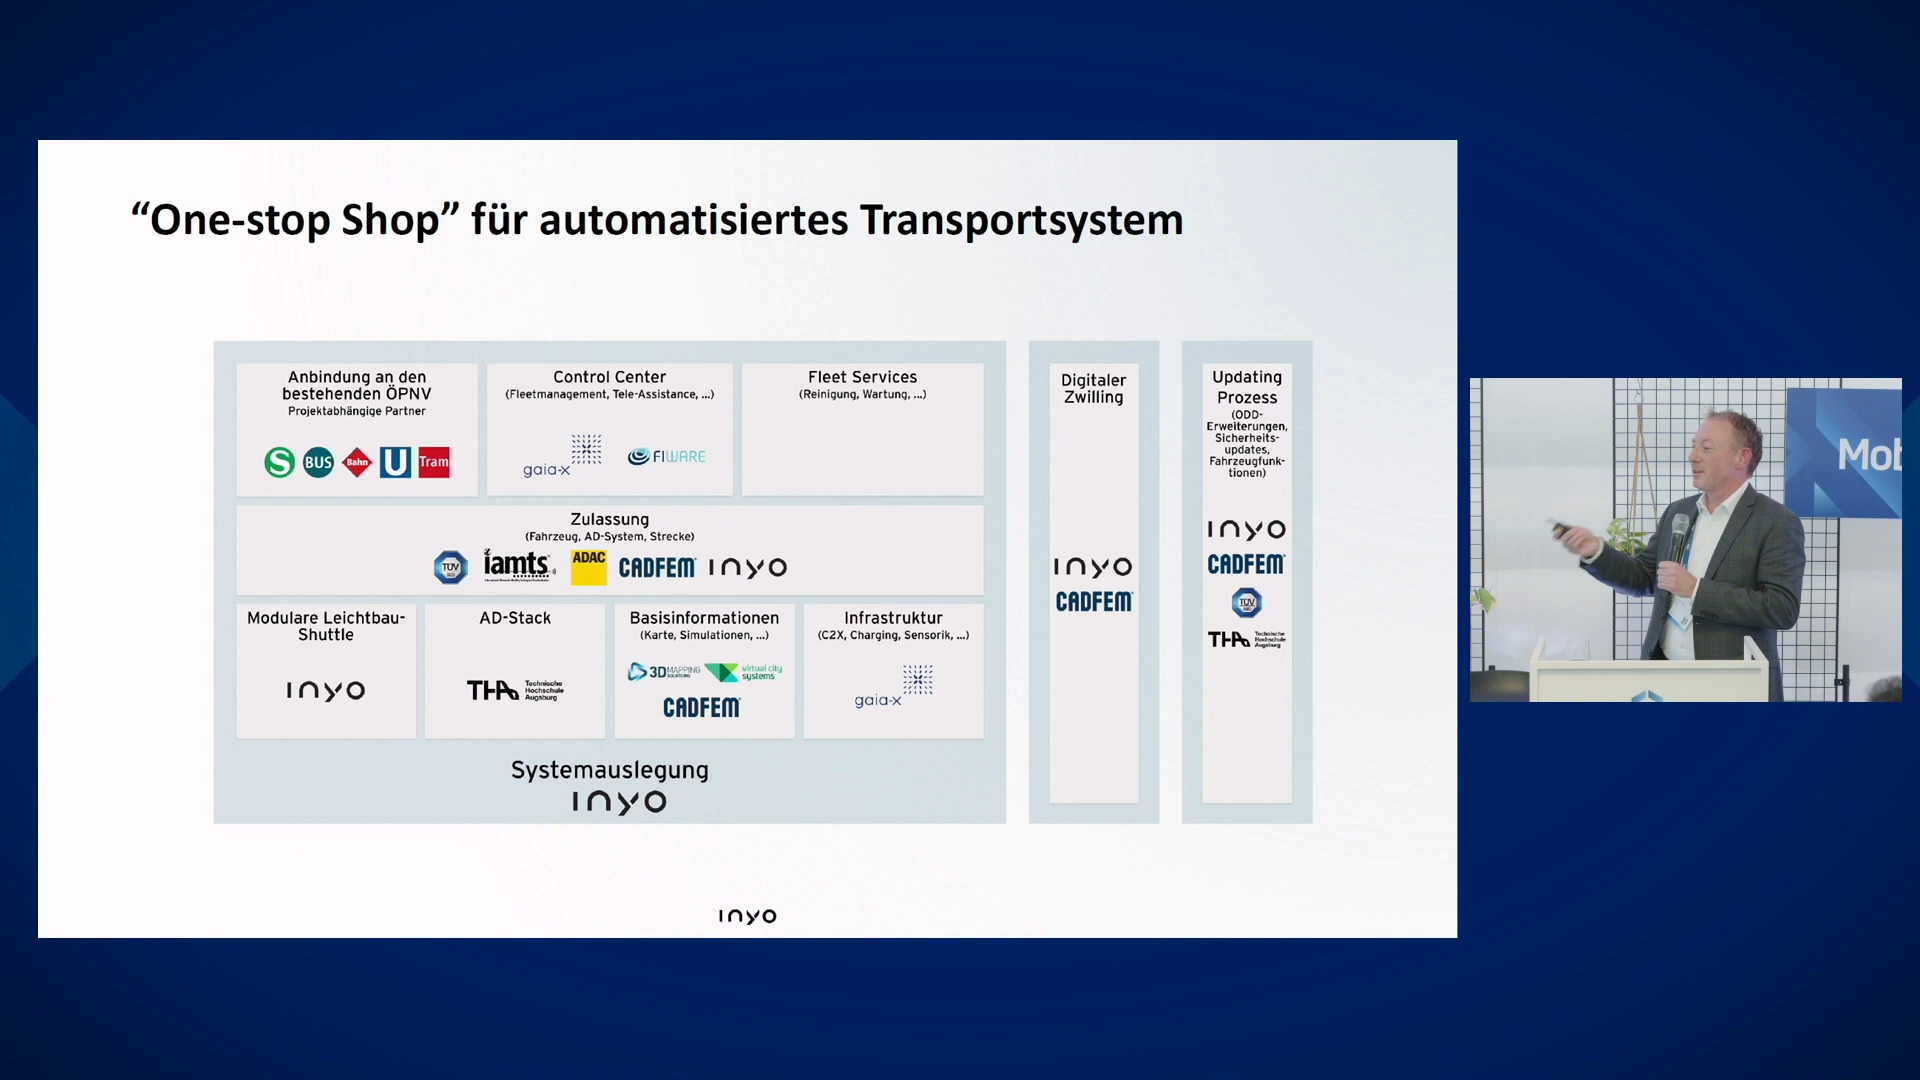 “One-stop Shop” für automatisiertes Transportsystem
Anbindung an den
bestehenden ÖPNV
Projektabhängige Partner
S
BUS
Bahn
U
Tram
Control Center
(Fleetmanagement, Tele-Assistance, ...)
gaia-x
FIWARE
Fleet Services
(Reinigung, Wartung, ...)
Zulassung
(Fahrzeug, AD-System, Strecke)
TÜV
SÜD
iamts
ADAC
CADFEM
inyo
Modulare Leichtbau-
Shuttle
inyo
AD-Stack
THA Technische
Hochschule
Augsburg
Basisinformationen
(Karte, Simulationen, ...)
3D MAPPING
SOLUTIONS
virtual city
systems
CADFEM
Infrastruktur
(C2X, Charging, Sensorik, ...)
gaia-x
Systemauslegung
inyo
Digitaler
Zwilling
inyo
CADFEM
Updating
Prozess
(ODD-
Erweiterungen,
Sicherheits-
updates,
Fahrzeugfunk-
tionen)
inyo
CADFEM
TÜV
SÜD
THA Technische
Hochschule
Augsburg
inyo
Mob